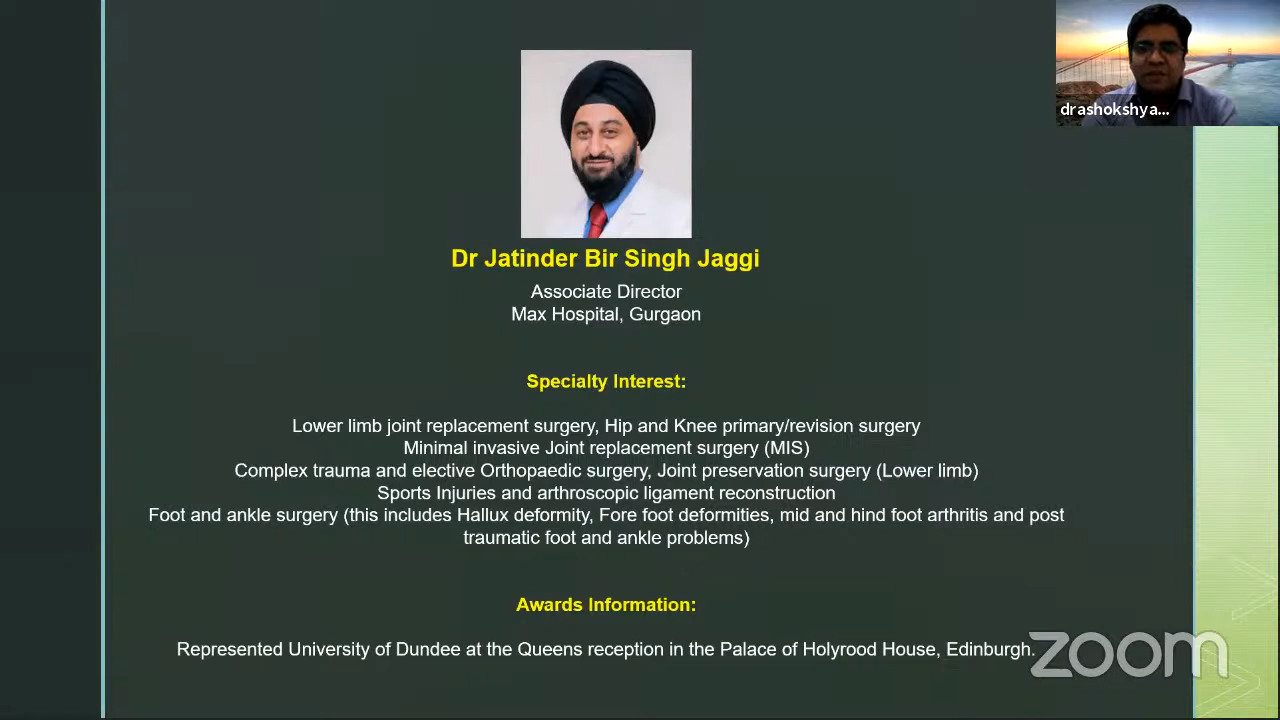 drashokshya...
Dr Jatinder Bir Singh Jaggi
Associate Director
Max Hospital, Gurgaon
Specialty Interest:
Lower limb joint replacement surgery, Hip and Knee primary/revision surgery
Minimal invasive Joint replacement surgery (MIS)
Complex trauma and elective Orthopaedic surgery, Joint preservation surgery (Lower limb)
Sports Injuries and arthroscopic ligament reconstruction
Foot and ankle surgery (this includes Hallux deformity, Fore foot deformities, mid and hind foot arthritis and post
traumatic foot and ankle problems)
Awards Information:
Represented University of Dundee at the Queens reception in the Palace of Holyrood House, Edinburgh.
zoom